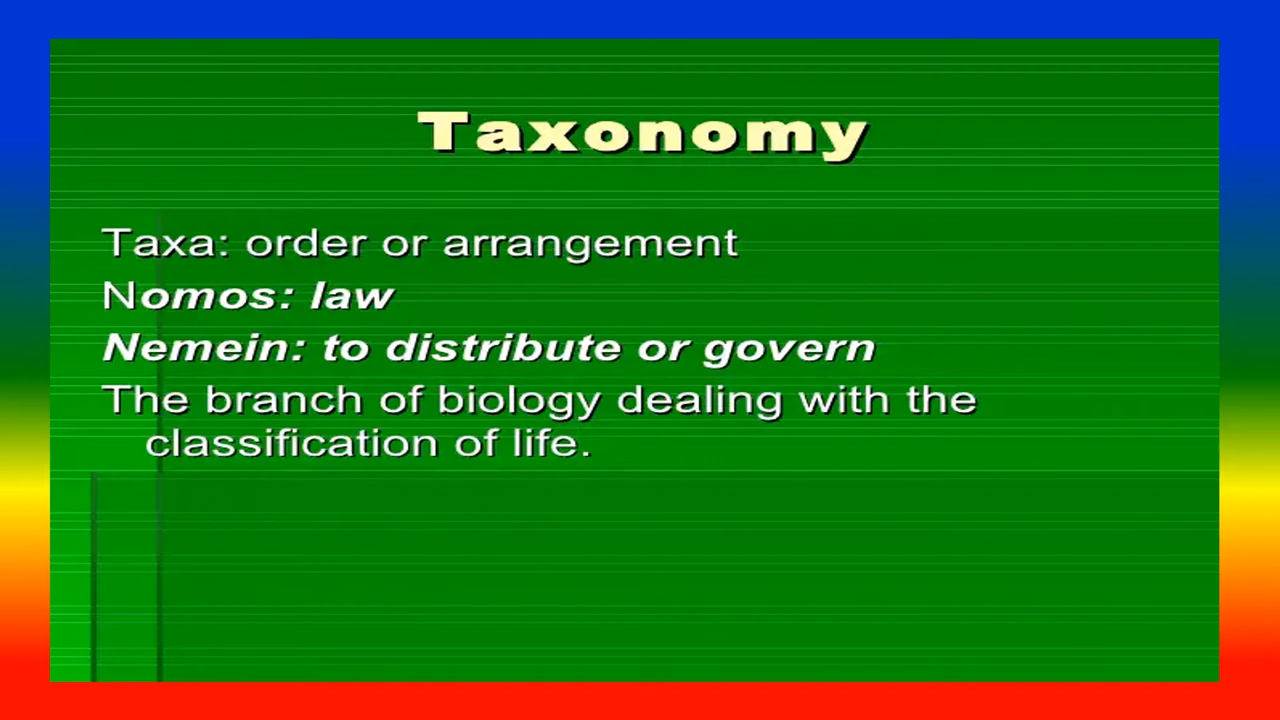 Taxonomy
Taxa: order or arrangement
Nomos: law
Nemein: to distribute or govern
The branch of biology dealing with the
classification of life.